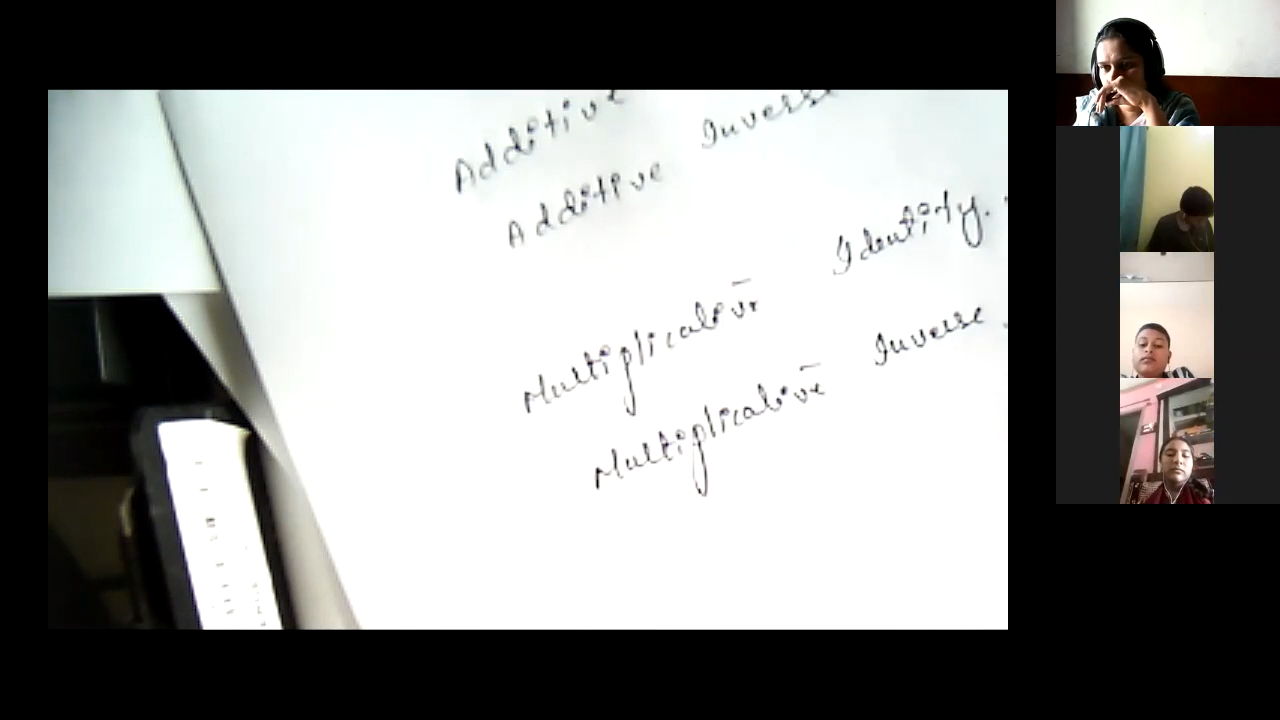 Additive
Additive Inverse
Multiplicative Identity.
Multiplicative Inverse